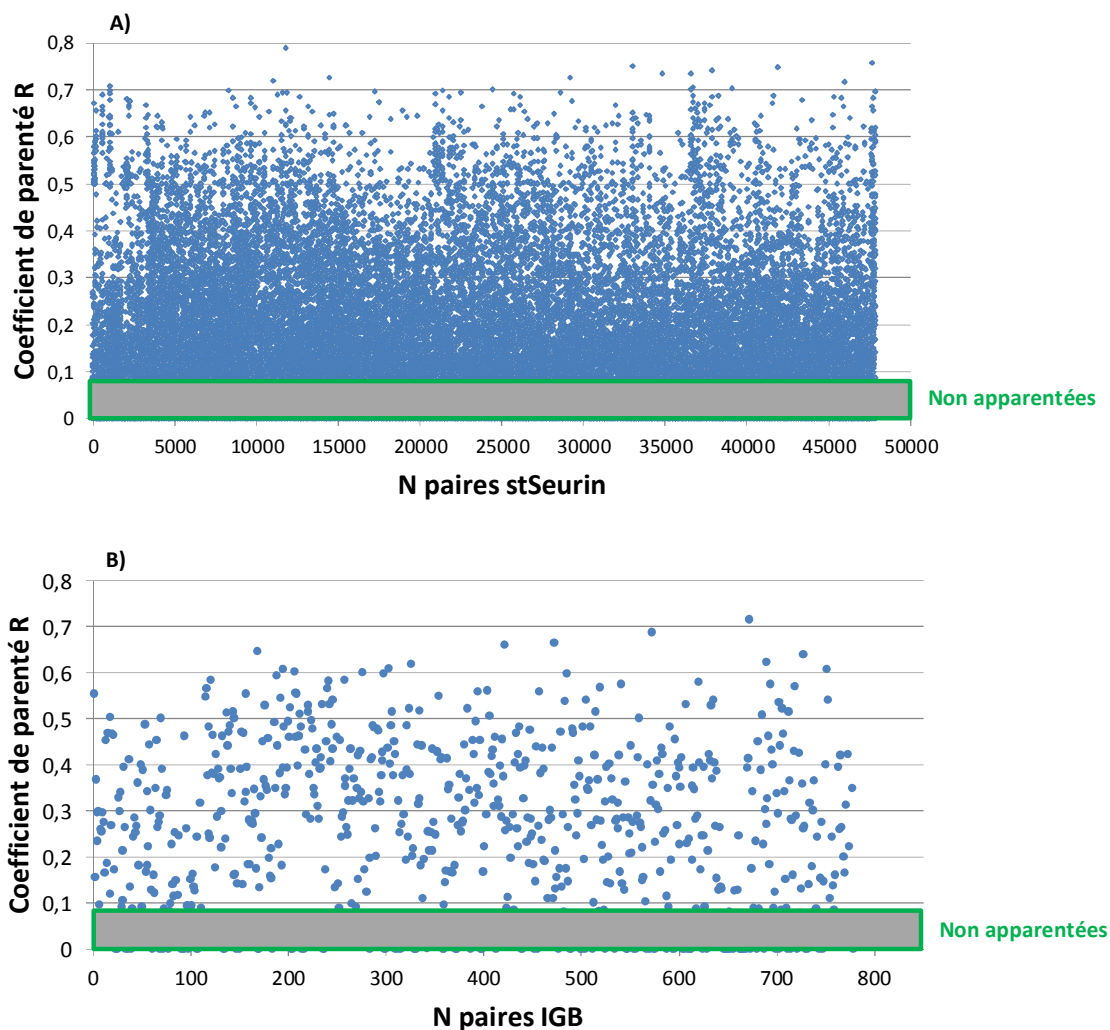 A)
Coefficient de parenté R
0,8
0,7
0,6
0,5
0,4
0,3
0,2
0,1
0
Non apparentées
0 5000 10000 15000 20000 25000 30000 35000 40000 45000 50000
N paires stSeurin
B)
Coefficient de parenté R
0,8
0,7
0,6
0,5
0,4
0,3
0,2
0,1
0
Non apparentées
0 100 200 300 400 500 600 700 800
N paires IGB